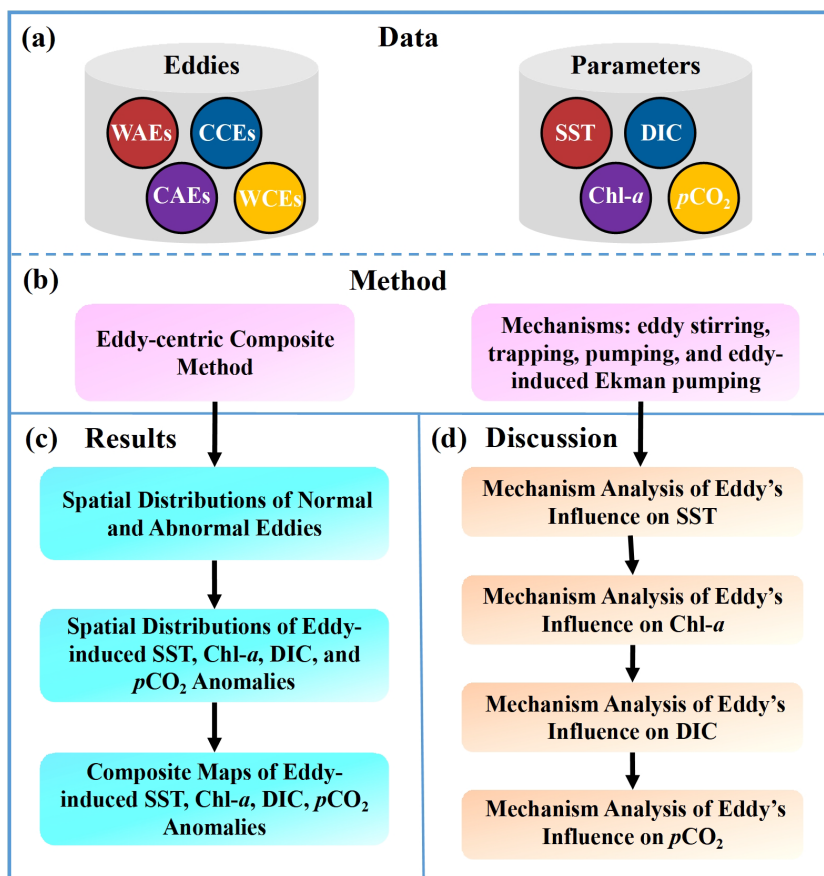 (a) Data
Eddies
WAEs CCEs
CAEs WCEs
Parameters
SST DIC
Chl-a pCO₂
(b) Method
Eddy-centric Composite
Method
Mechanisms: eddy stirring,
trapping, pumping, and eddy-
induced Ekman pumping
(c) Results
Spatial Distributions of Normal
and Abnormal Eddies
Spatial Distributions of Eddy-
induced SST, Chl-a, DIC, and
pCO₂ Anomalies
Composite Maps of Eddy-
induced SST, Chl-a, DIC, pCO₂
Anomalies
(d) Discussion
Mechanism Analysis of Eddy's
Influence on SST
Mechanism Analysis of Eddy's
Influence on Chl-a
Mechanism Analysis of Eddy's
Influence on DIC
Mechanism Analysis of Eddy's
Influence on pCO₂